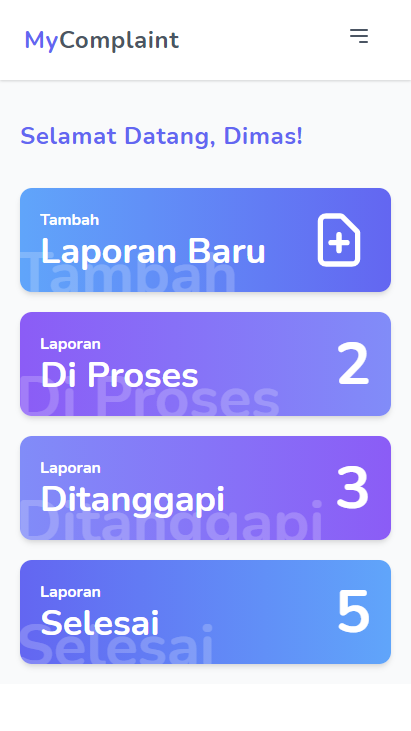 MyComplaint
Selamat Datang, Dimas!
Tambah
Laporan Baru
Tambah
Laporan
Di Proses
2
Di Proses
Laporan
Ditanggapi
3
Ditanggapi
Laporan
Selesai
5
Selesai